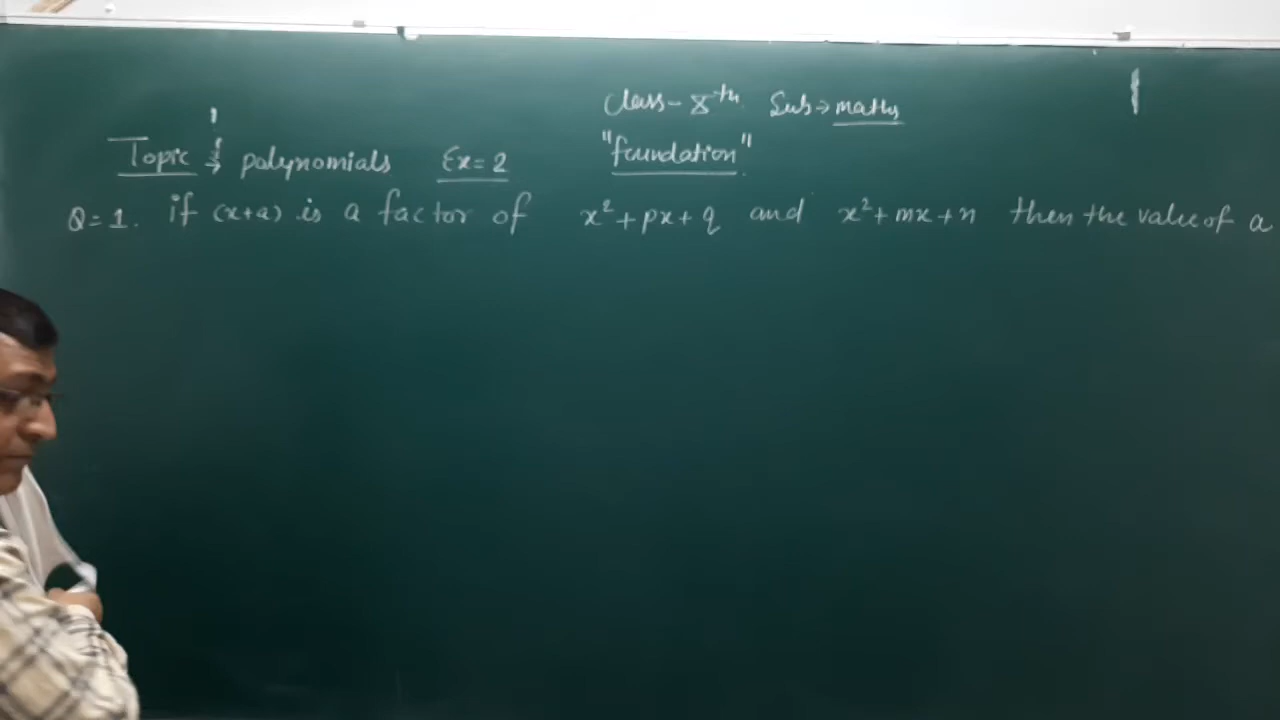 Class - 8th Sub → maths
Topic → polynomials Ex = 2 "foundation"
Q = 1. if (x+a) is a factor of x² + px + q and x² + mx + n then the value of a